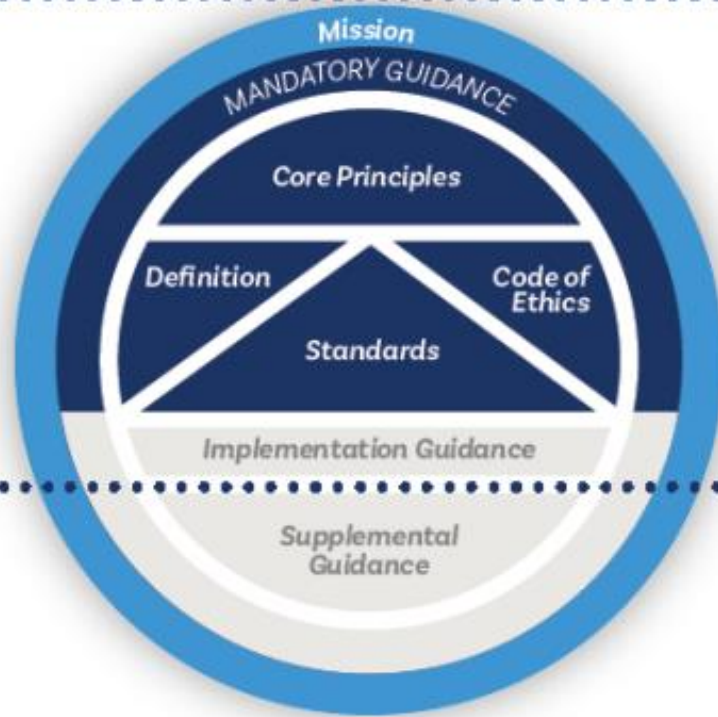 Mission
MANDATORY GUIDANCE
Core Principles
Definition
Code of
Ethics
Standards
Implementation Guidance
Supplemental
Guidance